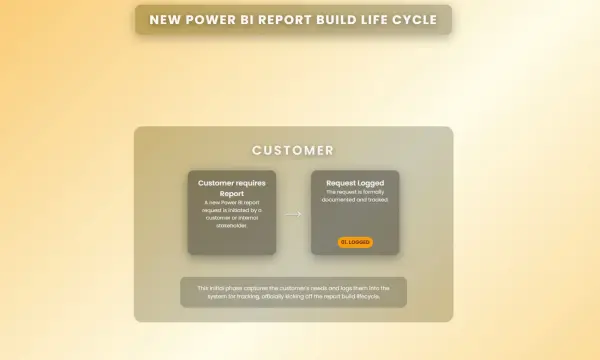 NEW POWER BI REPORT BUILD LIFE CYCLE
CUSTOMER
Customer requires
Report
A new Power BI report
request is initiated by a
customer or internal
stakeholder.
Request Logged
The request is formally
documented and tracked.
01. LOGGED
This initial phase captures the customer's needs and logs them into the
system for tracking, officially kicking off the report build lifecycle.